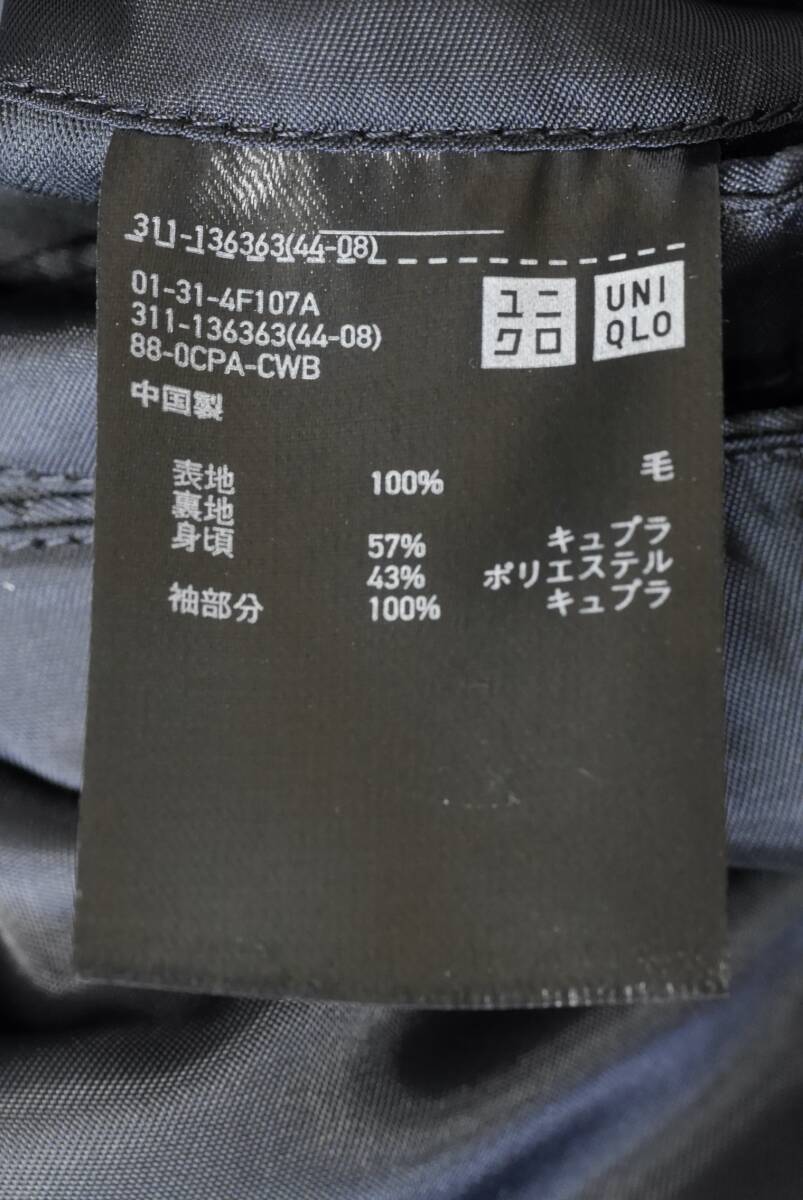 311-136363(44-08)
01-31-4F107A
311-136363(44-08)
88-0CPA-CWB
中国製
ユニ
クロ
UNI
QLO
表地 100% 毛
裏地
身頃 57% キュプラ
43% ポリエステル
袖部分 100% キュプラ